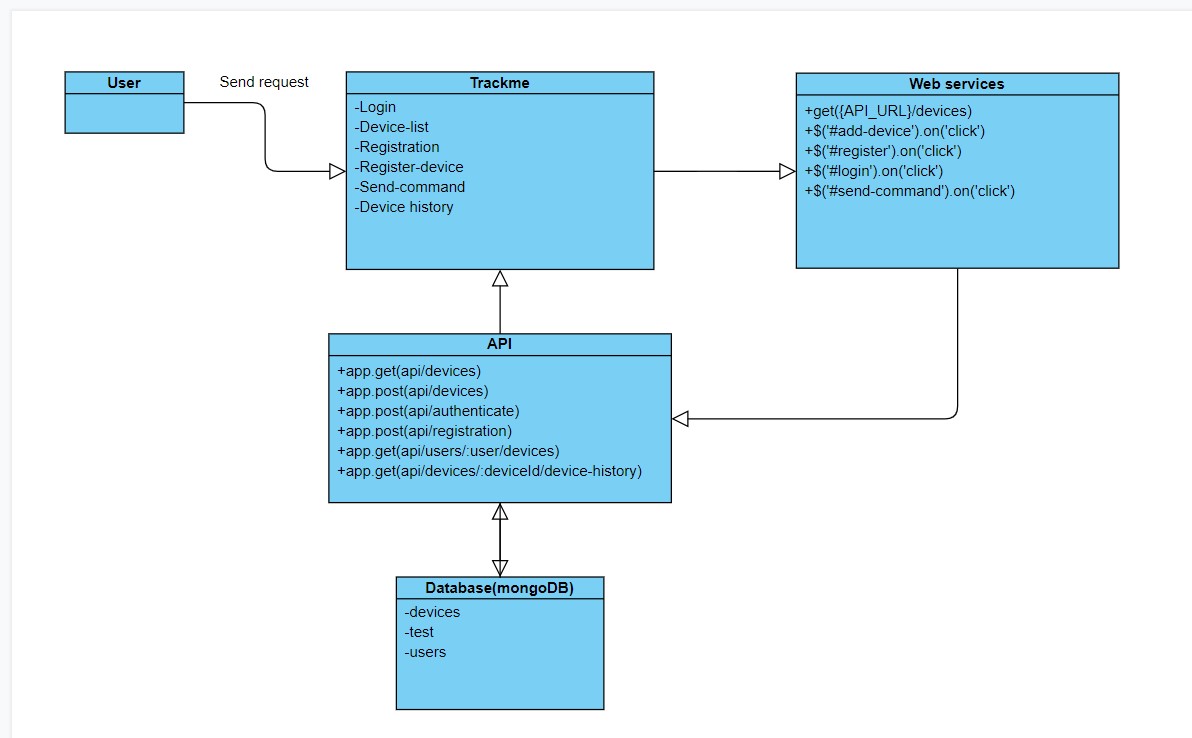 User
Send request
Trackme
-Login
-Device-list
-Registration
-Register-device
-Send-command
-Device history
Web services
+get({API_URL}/devices)
+$('#add-device').on('click')
+$('#register').on('click')
+$('#login').on('click')
+$('#send-command').on('click')
API
+app.get(api/devices)
+app.post(api/devices)
+app.post(api/authenticate)
+app.post(api/registration)
+app.get(api/users/:user/devices)
+app.get(api/devices/:deviceId/device-history)
Database(mongoDB)
-devices
-test
-users